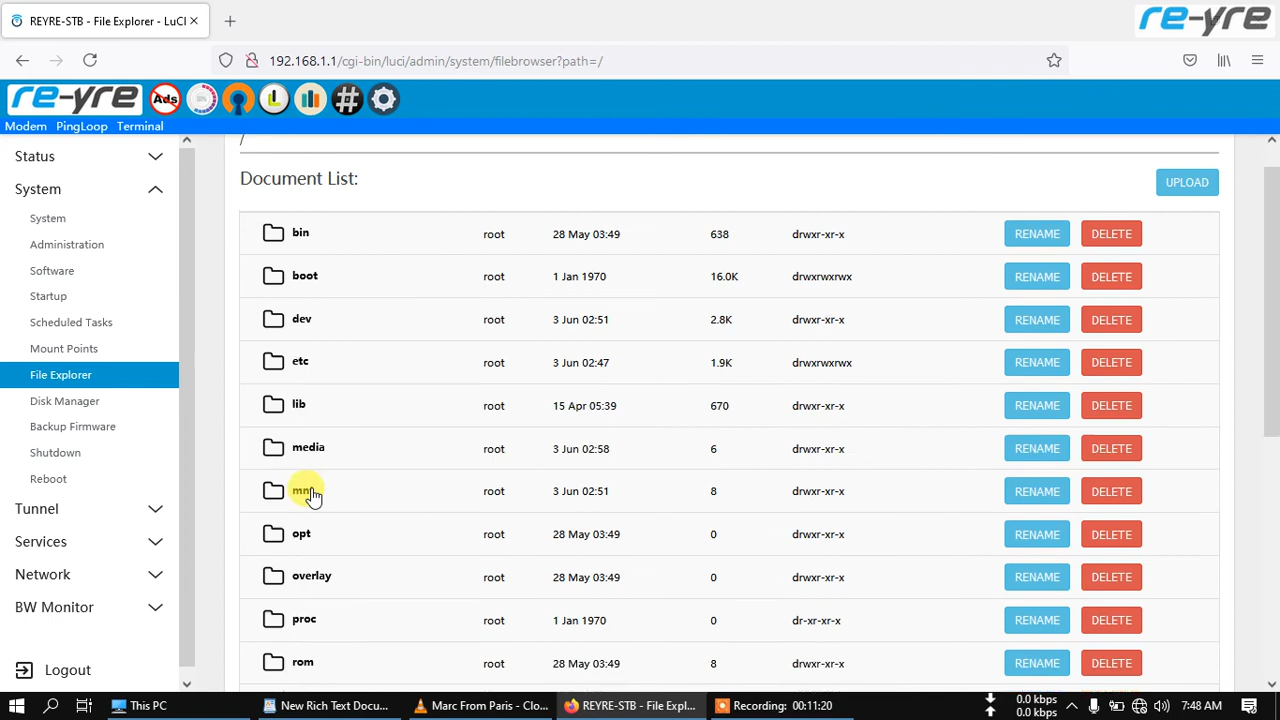 REYRE-STB - File Explorer - LuCI
re-yre
192.168.1.1/cgi-bin/luci/admin/system/filebrowser?path=/
re-yre Ads L #
Modem PingLoop Terminal
Status
System
System
Administration
Software
Startup
Scheduled Tasks
Mount Points
File Explorer
Disk Manager
Backup Firmware
Shutdown
Reboot
Tunnel
Services
Network
BW Monitor
Logout
/
Document List:
UPLOAD
bin root 28 May 03:49 638 drwxr-xr-x RENAME DELETE
boot root 1 Jan 1970 16.0K drwxrwxrwx RENAME DELETE
dev root 3 Jun 02:51 2.8K drwxr-xr-x RENAME DELETE
etc root 3 Jun 02:47 1.9K drwxrwxrwx RENAME DELETE
lib root 15 Apr 05:39 670 drwxr-xr-x RENAME DELETE
media root 3 Jun 02:58 6 drwxr-xr-x RENAME DELETE
root 3 Jun 02:51 8 drwxr-xr-x RENAME DELETE
opt root 28 May 03:49 0 drwxr-xr-x RENAME DELETE
overlay root 28 May 03:49 0 drwxr-xr-x RENAME DELETE
proc root 1 Jan 1970 0 dr-xr-xr-x RENAME DELETE
rom root 28 May 03:49 8 drwxr-xr-x RENAME DELETE
This PC
New Rich Text Docu...
Marc From Paris - Clo...
REYRE-STB - File Expl...
Recording: 00:11:20
0.0 kbps
0.0 kbps
7:48 AM